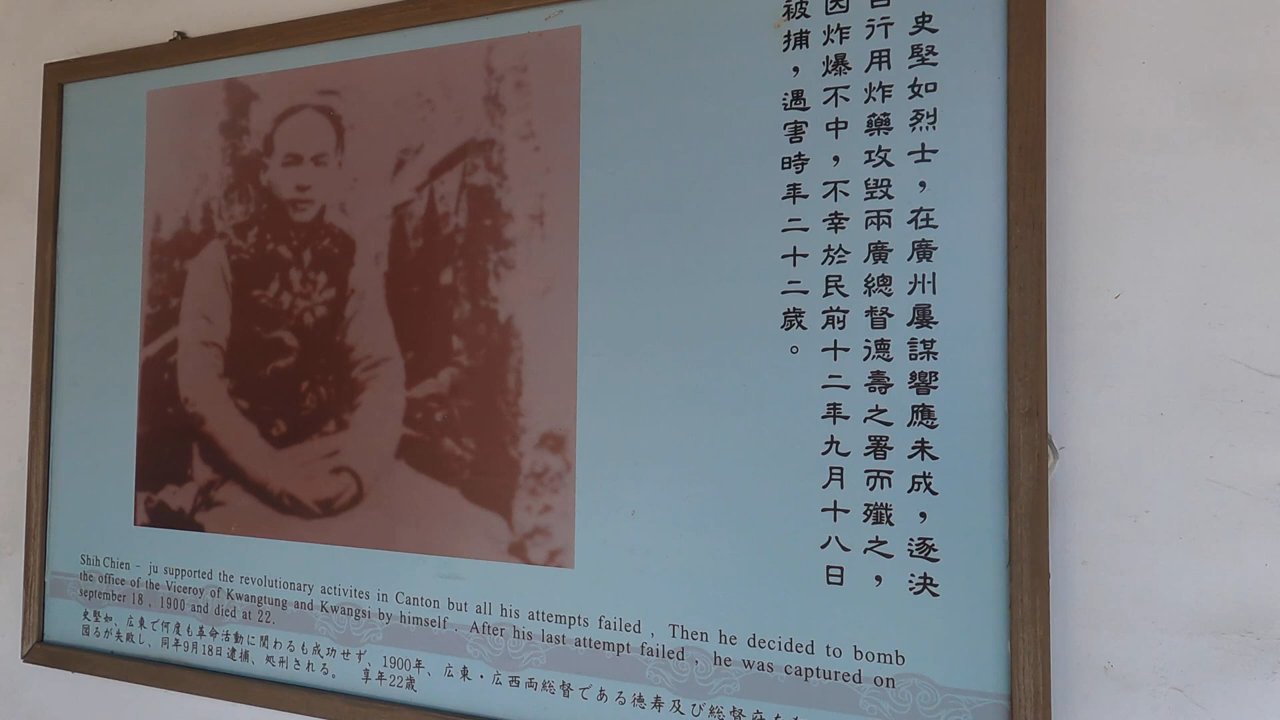 史堅如烈士，在廣州屢謀響應未成，逐決
行用炸藥攻毀兩廣總督德壽之署而殲之，
因炸爆不中，不幸於民前十二年九月十八日
被捕，遇害時年二十二歲。
Shih Chien - ju supported the revolutionary activites in Canton but all his attempts failed , Then he decided to bomb
the office of the Viceroy of Kwangtung and Kwangsi by himself . After his last attempt failed , he was captured on
september 18 , 1900 and died at 22.
史堅如、広東で何度も革命活動に関わるも成功せず、1900年、広東・広西両総督である徳寿及び総督府
図るが失敗し、同年9月18日逮捕、処刑される。 享年22歳